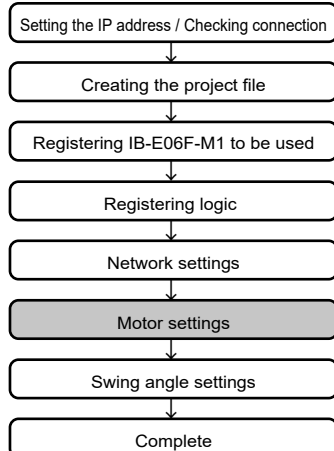 Setting the IP address / Checking connection
Creating the project file
Registering IB-E06F-M1 to be used
Registering logic
Network settings
Motor settings
Swing angle settings
Complete